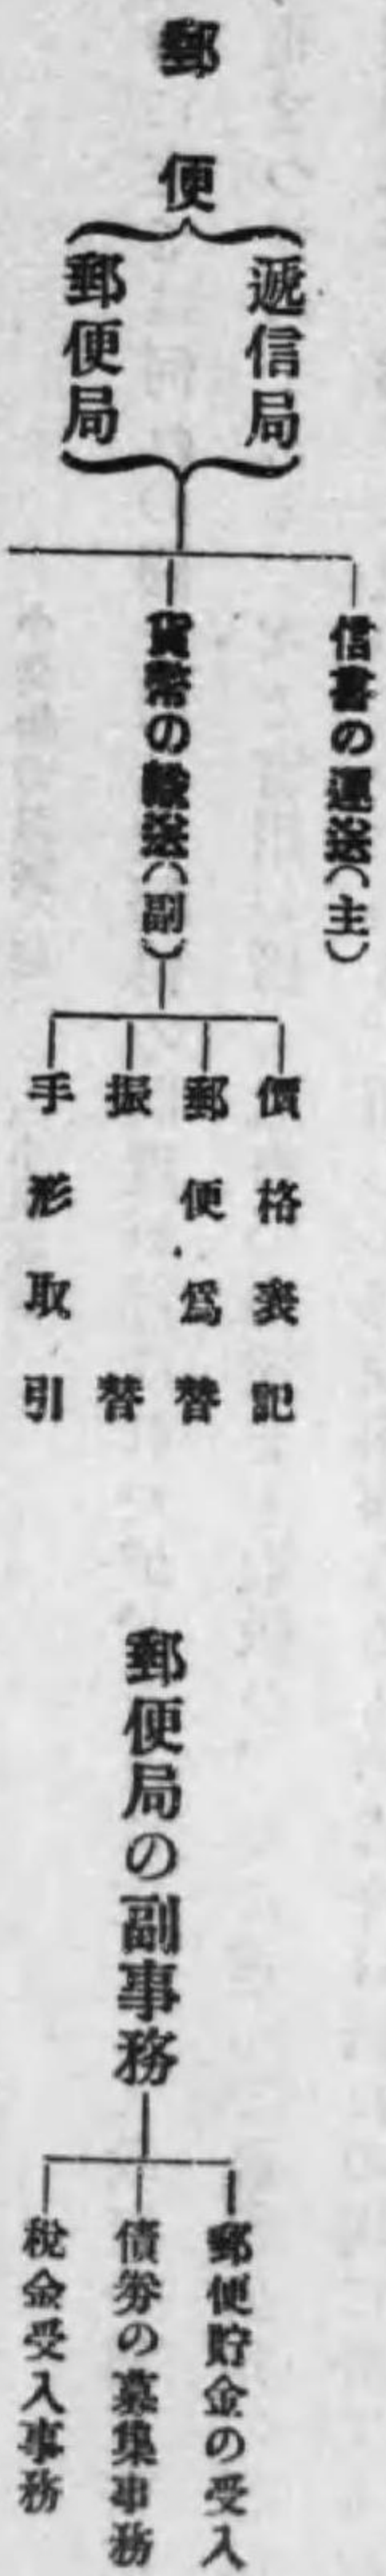 郵便
遞信局
郵便局
信書の運送(主)
貨幣の輸送(副)
價格表記
郵便爲替
振替
手形取引
郵便局の副事務
郵便貯金の受入
債券の募集事務
税金受入事務